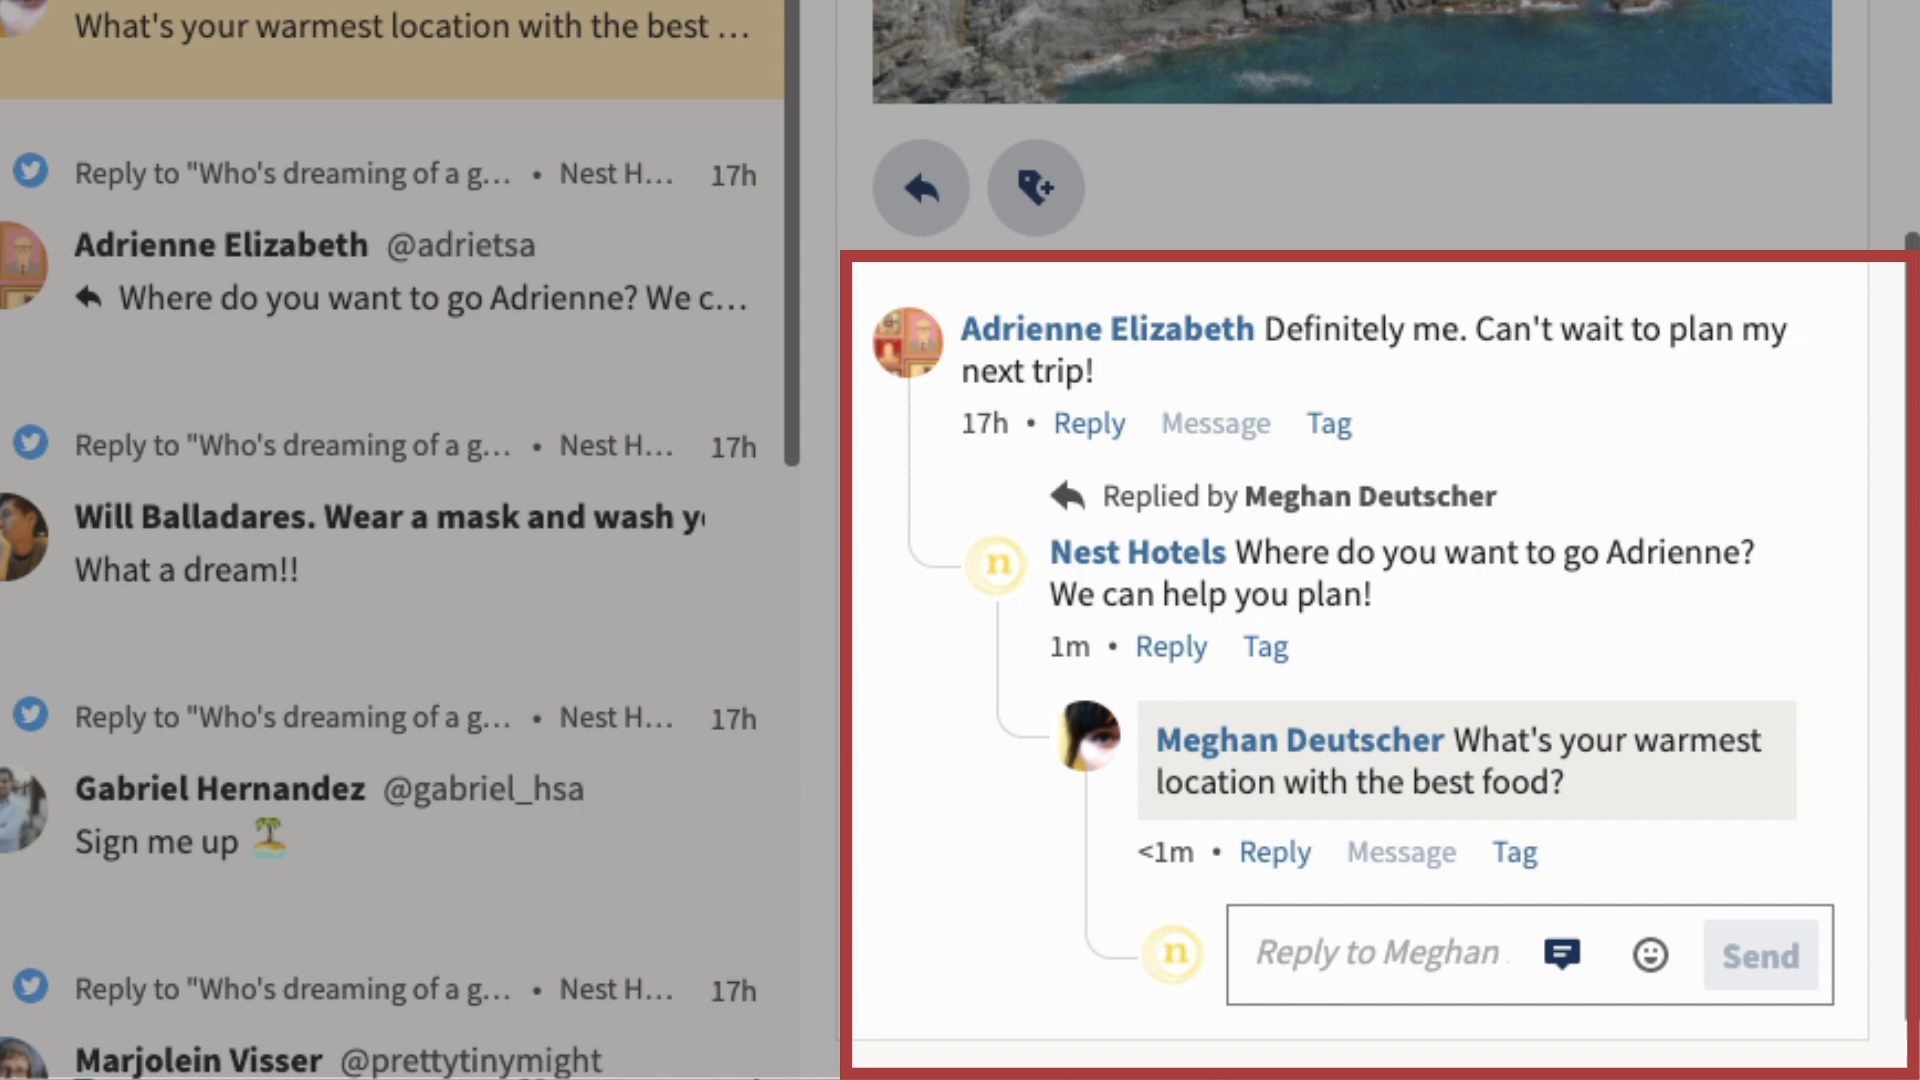 What's your warmest location with the best ...
Reply to "Who's dreaming of a g... • Nest H... 17h
Adrienne Elizabeth @adrietsa
Where do you want to go Adrienne? We c...
Reply to "Who's dreaming of a g... • Nest H... 17h
Will Balladares. Wear a mask and wash y
What a dream!!
Reply to "Who's dreaming of a g... • Nest H... 17h
Gabriel Hernandez @gabriel_hsa
Sign me up 🏝️
Reply to "Who's dreaming of a g... • Nest H... 17h
Marjolein Visser @prettytinymight
Adrienne Elizabeth Definitely me. Can't wait to plan my
next trip!
17h • Reply Message Tag
Replied by Meghan Deutscher
n
Nest Hotels Where do you want to go Adrienne?
We can help you plan!
1m • Reply Tag
Meghan Deutscher What's your warmest
location with the best food?
<1m • Reply Message Tag
n
Reply to Meghan
Send